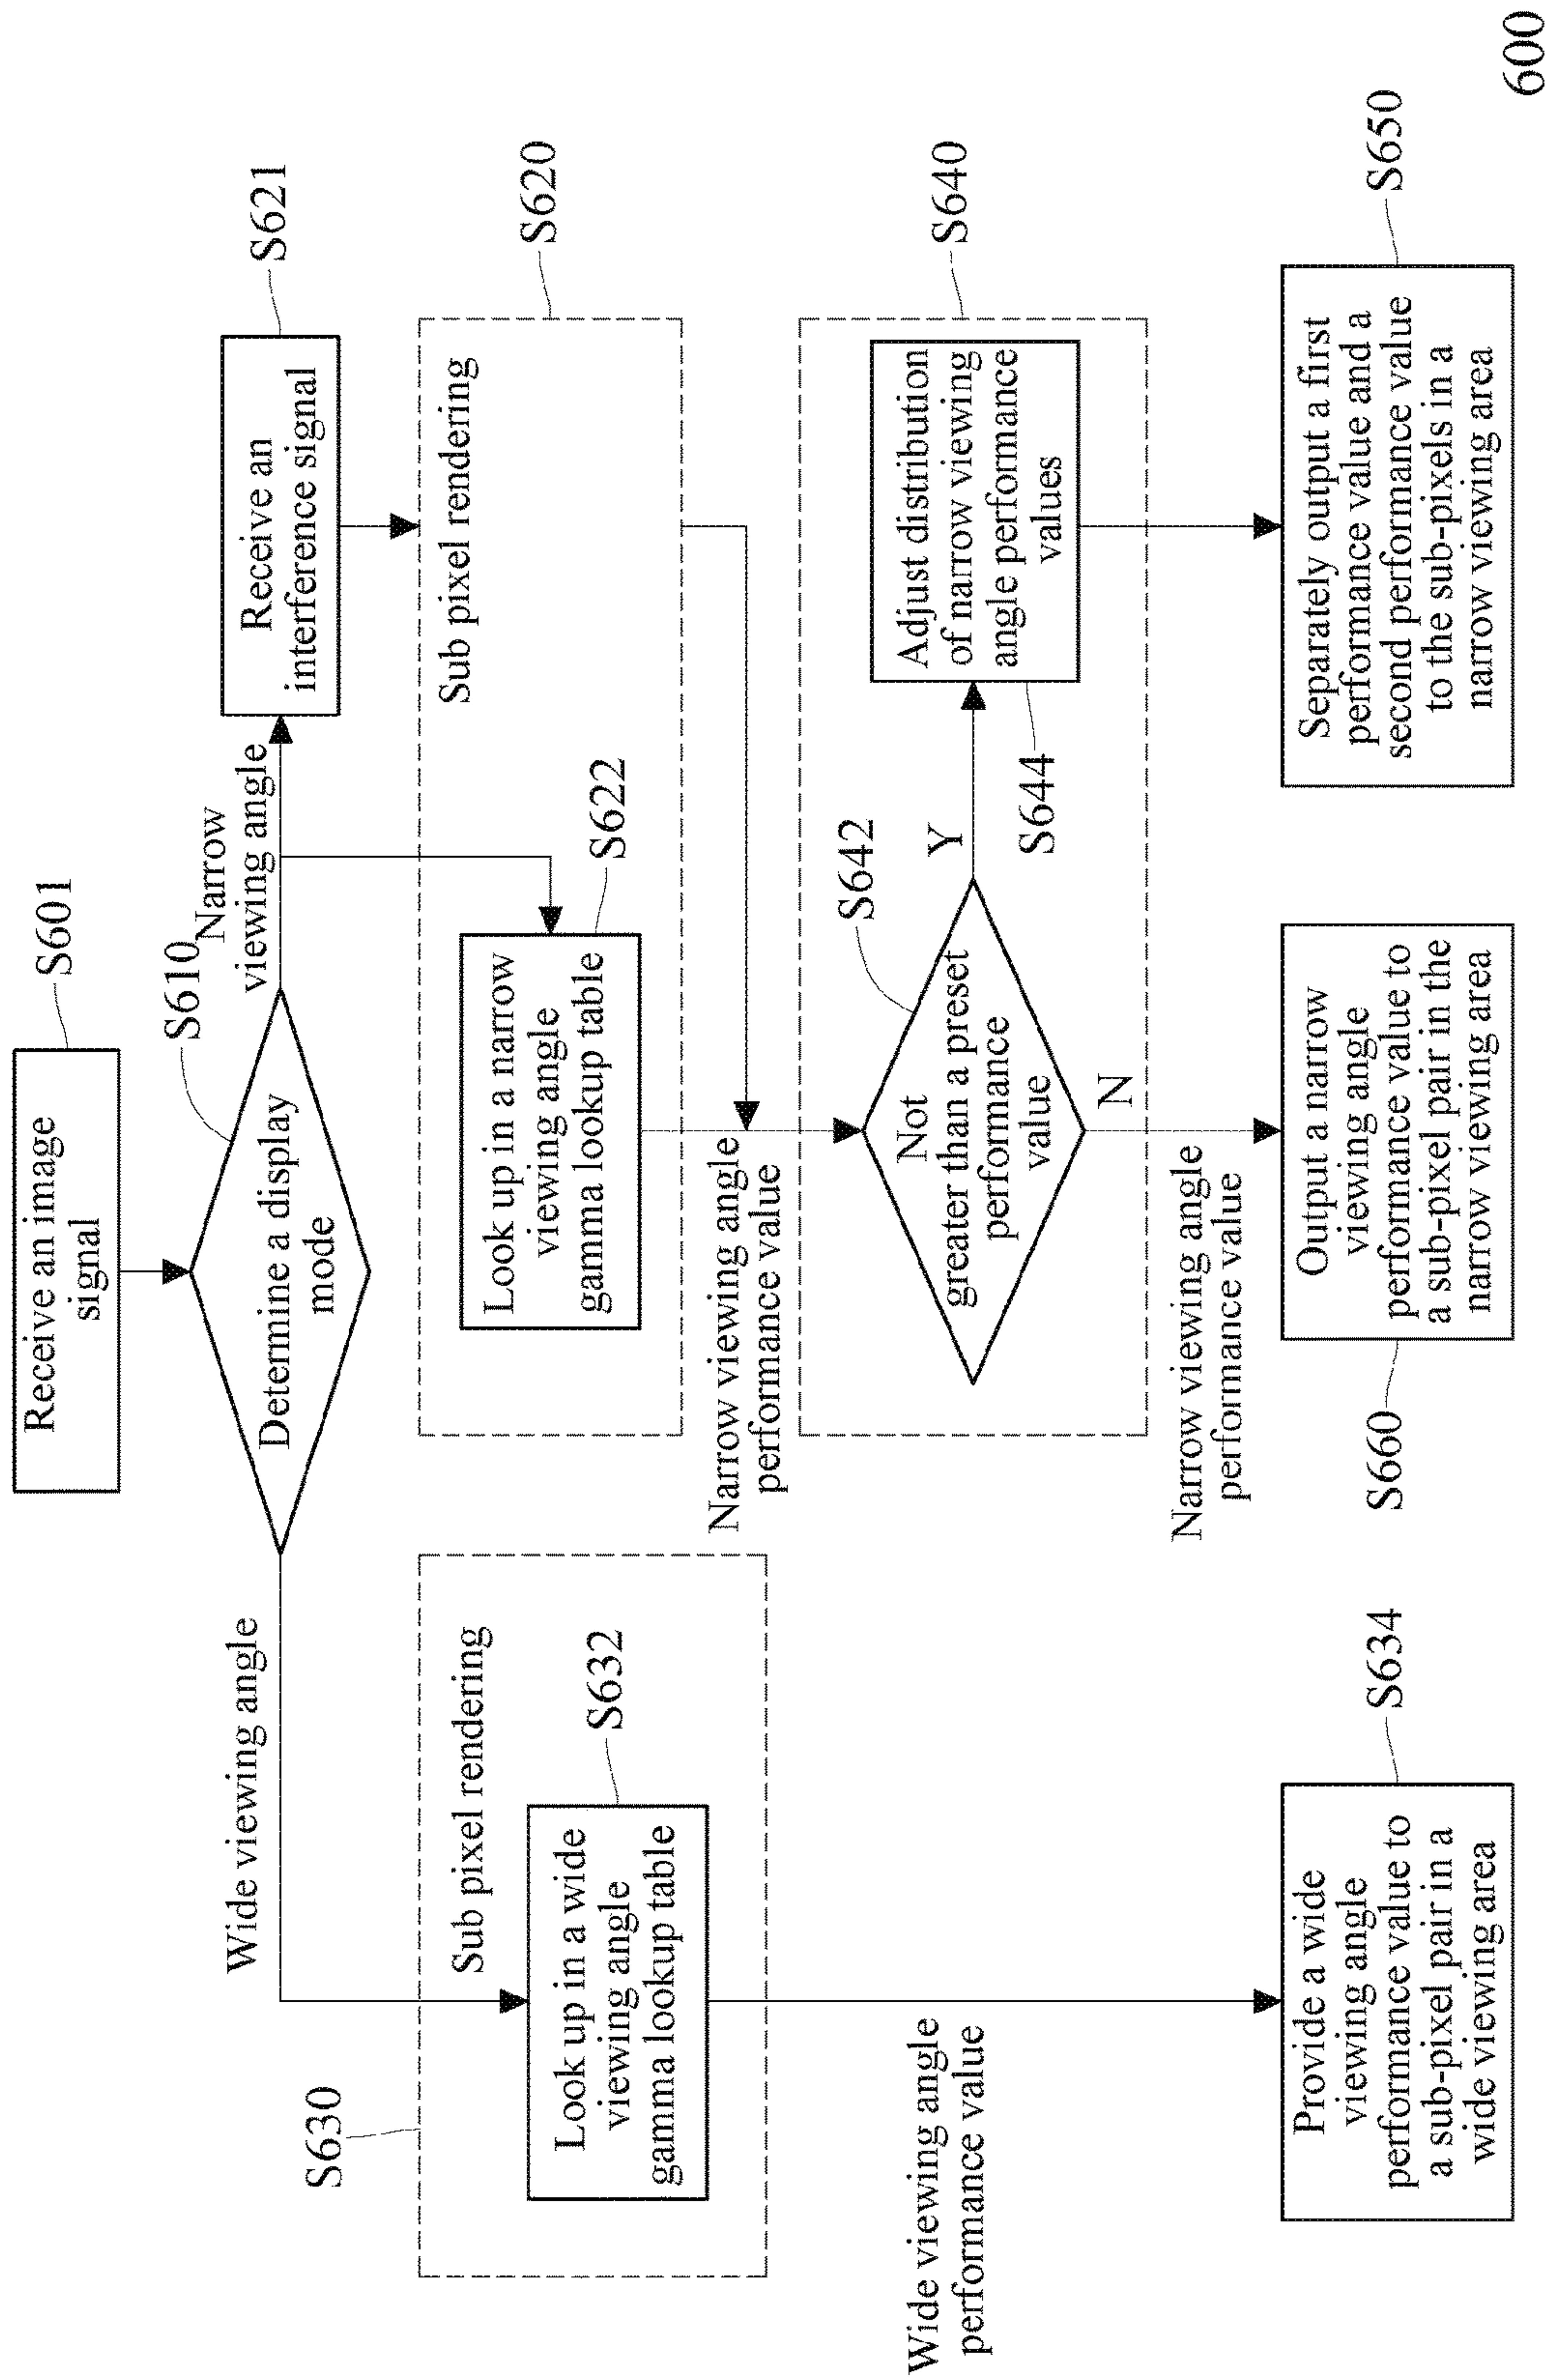 Receive an image
signal
S601
S610
Determine a display
mode
Wide viewing angle
Narrow
viewing angle
Receive an
interference signal
S621
S630
Sub pixel rendering
Look up in a wide
viewing angle
gamma lookup table
S632
Sub pixel rendering
S620
Look up in a narrow
viewing angle
gamma lookup table
S622
Wide viewing angle
performance value
Narrow viewing angle
performance value
S640
S642
Not
greater than a preset
performance
value
Y
N
Adjust distribution
of narrow viewing
angle performance
values
S644
Narrow viewing angle
performance value
Provide a wide
viewing angle
performance value to
a sub-pixel pair in a
wide viewing area
S634
Output a narrow
viewing angle
performance value to
a sub-pixel pair in the
narrow viewing area
S660
Separately output a first
performance value and a
second performance value
to the sub-pixels in a
narrow viewing area
S650
600